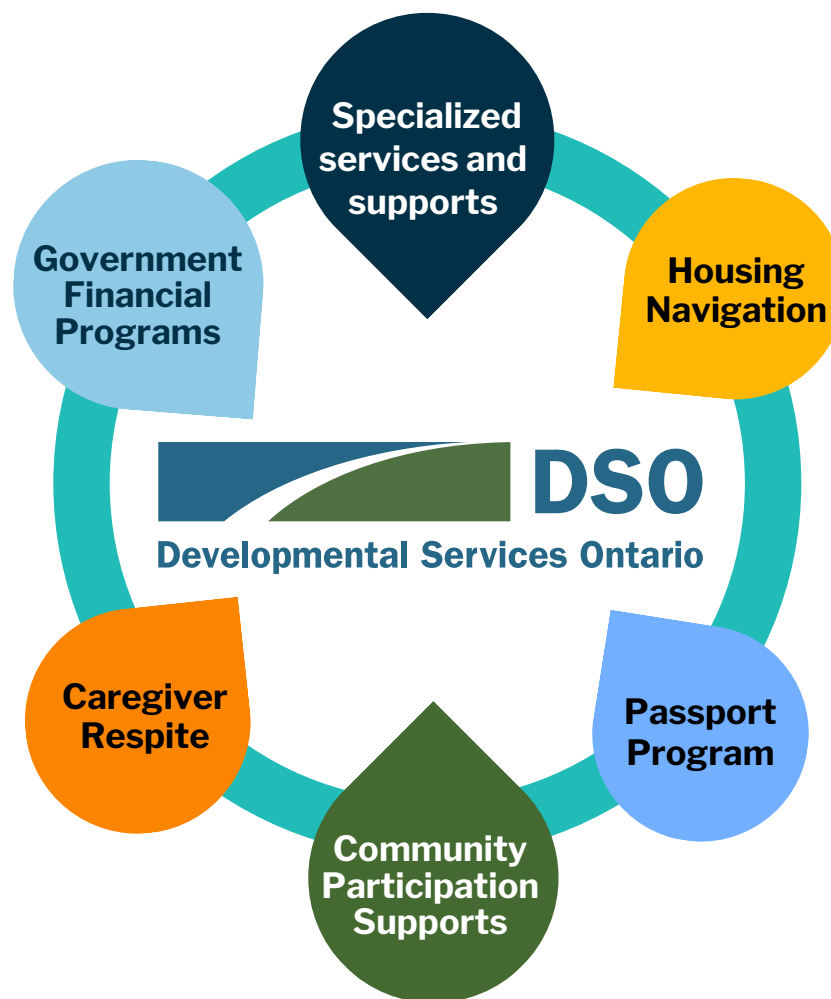 Specialized
services and
supports
Housing
Navigation
Passport
Program
Community
Participation
Supports
Caregiver
Respite
Government
Financial
Programs
DSO
Developmental Services Ontario